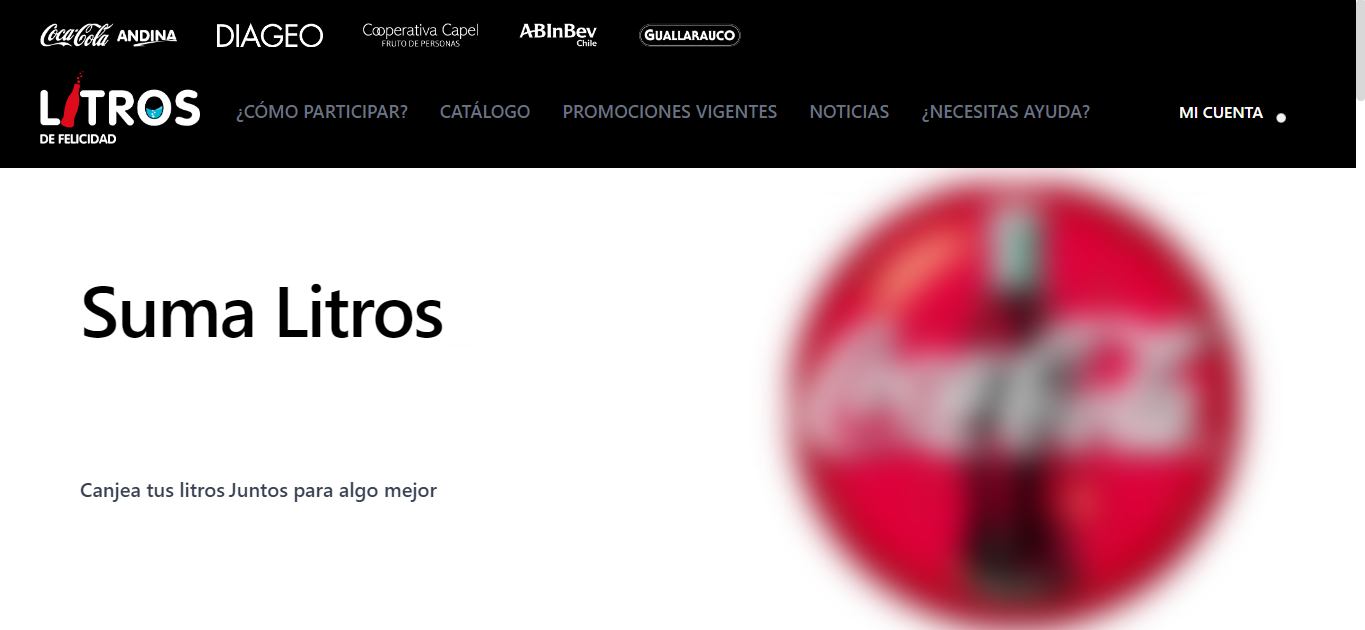 Coca-Cola ANDINA
DIAGEO
Cooperativa Capel
FRUTO DE PERSONAS
ABInBev
Chile
GUALLARAUCO
LITROS
DE FELICIDAD
¿CÓMO PARTICIPAR?
CATÁLOGO
PROMOCIONES VIGENTES
NOTICIAS
¿NECESITAS AYUDA?
MI CUENTA
Suma Litros
Canjea tus litros Juntos para algo mejor